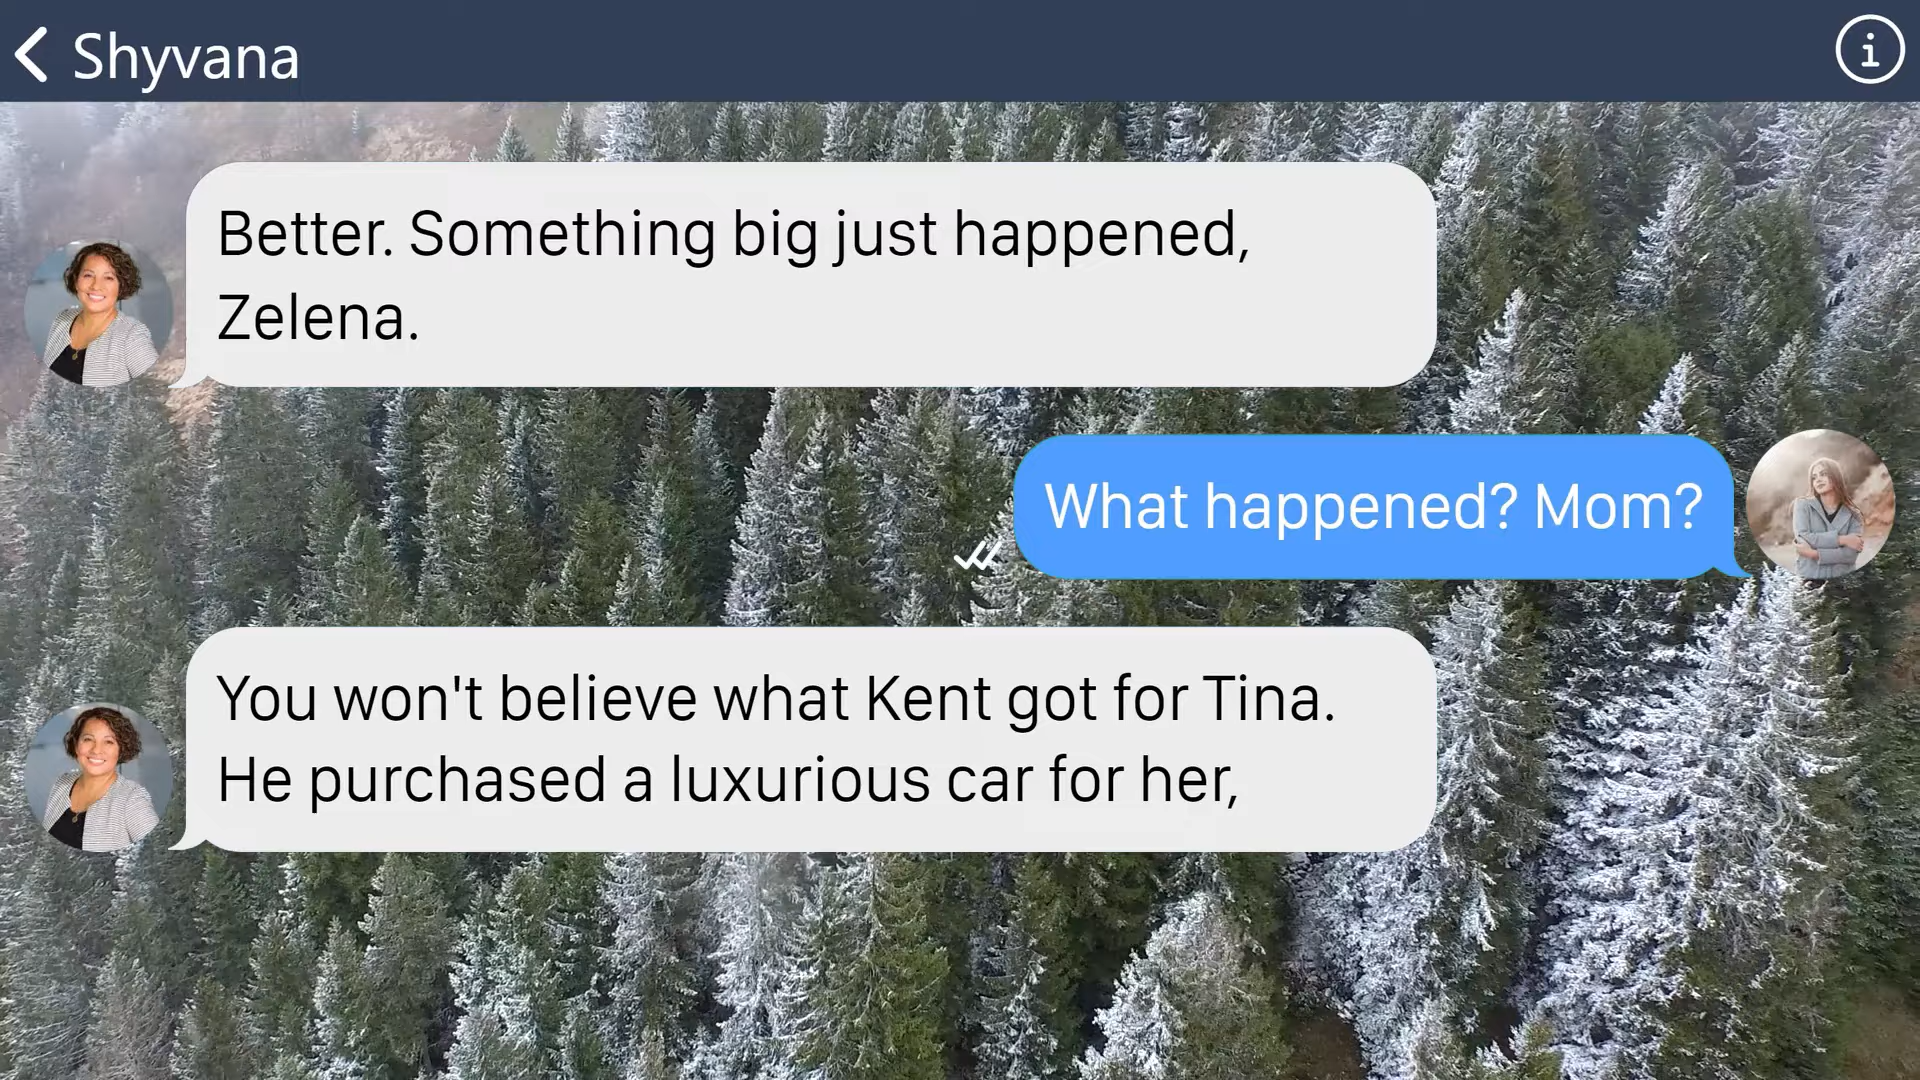 Shyvana
Better. Something big just happened,
Zelena.
What happened? Mom?
You won't believe what Kent got for Tina.
He purchased a luxurious car for her,